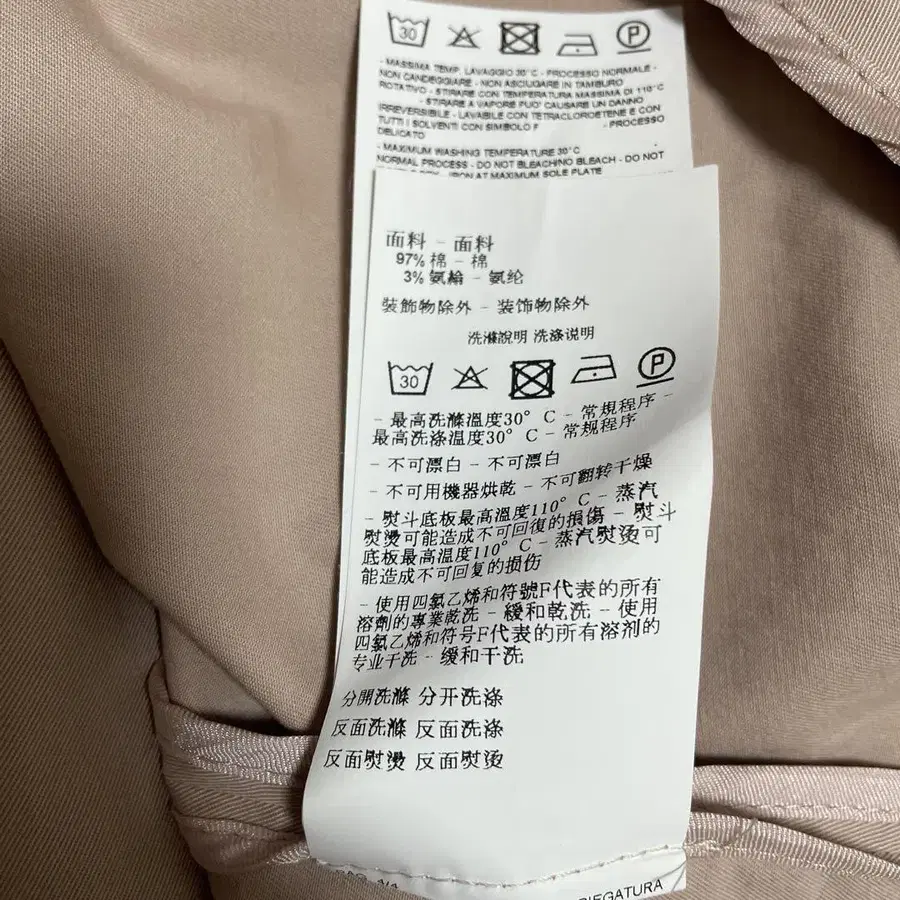 30 P
- MASSIMA TEMP. LAVAGGIO 30°C - PROCESSO NORMALE -
NON CANDEGGIARE - NON ASCIUGARE IN TAMBURO
ROTATIVO - STIRARE CON TEMPERATURA MASSIMA DI 110°C
- STIRARE A VAPORE PUO' CAUSARE UN DANNO
IRREVERSIBILE - LAVABILE CON TETRACLOROETENE E CON
TUTTI I SOLVENTI CON SIMBOLO F - PROCESSO
DELICATO
- MAXIMUM WASHING TEMPERATURE 30°C
NORMAL PROCESS - DO NOT BLEACHINO BLEACH - DO NOT
IRON AT MAXIMUM SOLE PLATE
面料 - 面料
97% 棉 - 棉
3% 氨綸 - 氨纶
裝飾物除外 - 装饰物除外
洗滌說明 洗涤说明
30 P
- 最高洗滌溫度30° C - 常規程序 -
最高洗涤温度30° C - 常规程序
- 不可漂白 - 不可漂白
- 不可用機器烘乾 - 不可翻转干燥
- 熨斗底板最高溫度110° C - 蒸汽
熨燙可能造成不可回復的損傷 - 熨斗
底板最高温度110° C - 蒸汽熨烫可
能造成不可回复的损伤
- 使用四氯乙烯和符號F代表的所有
溶劑的專業乾洗 - 緩和乾洗 - 使用
四氯乙烯和符号F代表的所有溶剂的
专业干洗 - 缓和干洗
分開洗滌 分开洗涤
反面洗滌 反面洗涤
反面熨燙 反面熨烫
PIEGATURA